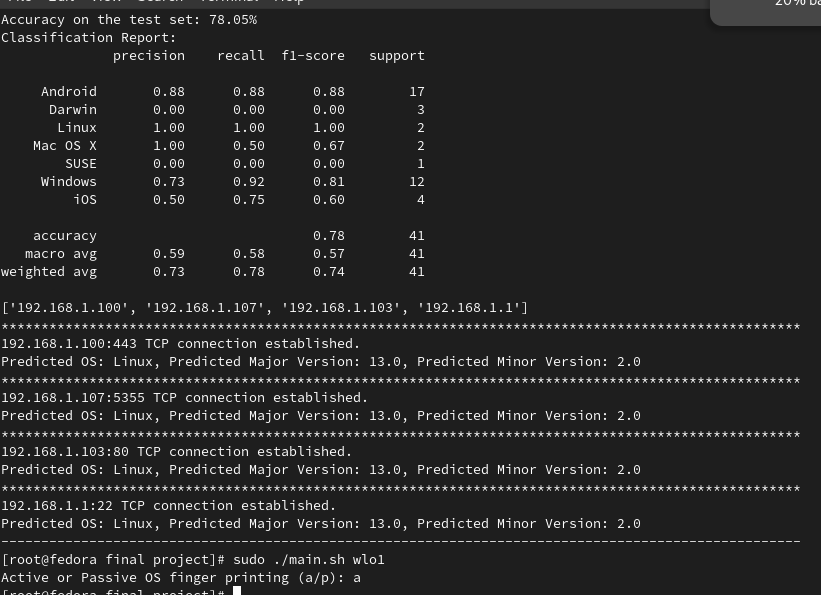 20% ba
Accuracy on the test set: 78.05%
Classification Report:
precision recall f1-score support
Android 0.88 0.88 0.88 17
Darwin 0.00 0.00 0.00 3
Linux 1.00 1.00 1.00 2
Mac OS X 1.00 0.50 0.67 2
SUSE 0.00 0.00 0.00 1
Windows 0.73 0.92 0.81 12
iOS 0.50 0.75 0.60 4
accuracy 0.78 41
macro avg 0.59 0.58 0.57 41
weighted avg 0.73 0.78 0.74 41
['192.168.1.100', '192.168.1.107', '192.168.1.103', '192.168.1.1']
****************************************************************************************************
192.168.1.100:443 TCP connection established.
Predicted OS: Linux, Predicted Major Version: 13.0, Predicted Minor Version: 2.0
****************************************************************************************************
192.168.1.107:5355 TCP connection established.
Predicted OS: Linux, Predicted Major Version: 13.0, Predicted Minor Version: 2.0
****************************************************************************************************
192.168.1.103:80 TCP connection established.
Predicted OS: Linux, Predicted Major Version: 13.0, Predicted Minor Version: 2.0
****************************************************************************************************
192.168.1.1:22 TCP connection established.
Predicted OS: Linux, Predicted Major Version: 13.0, Predicted Minor Version: 2.0
----------------------------------------------------------------------------------------------------
[root@fedora final project]# sudo ./main.sh wlo1
Active or Passive OS finger printing (a/p): a
[root@fedora final project]#